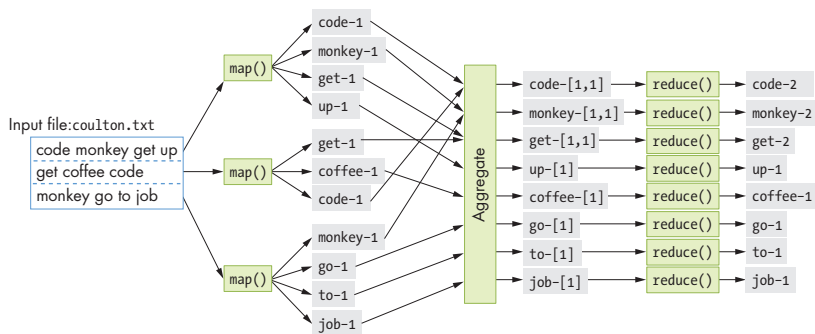 Input file:coulton.txt
code monkey get up
get coffee code
monkey go to job
map()
map()
map()
code-1
monkey-1
get-1
up-1
get-1
coffee-1
code-1
monkey-1
go-1
to-1
job-1
Aggregate
code-[1,1]
monkey-[1,1]
get-[1,1]
up-[1]
coffee-[1]
go-[1]
to-[1]
job-[1]
reduce()
reduce()
reduce()
reduce()
reduce()
reduce()
reduce()
reduce()
code-2
monkey-2
get-2
up-1
coffee-1
go-1
to-1
job-1